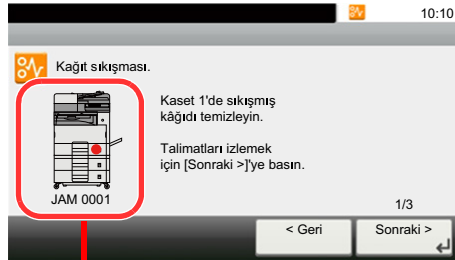 10:10
Kağıt sıkışması.
Kaset 1'de sıkışmış
kâğıdı temizleyin.
Talimatları izlemek
için [Sonraki >]'ye basın.
JAM 0001
1/3
< Geri
Sonraki >